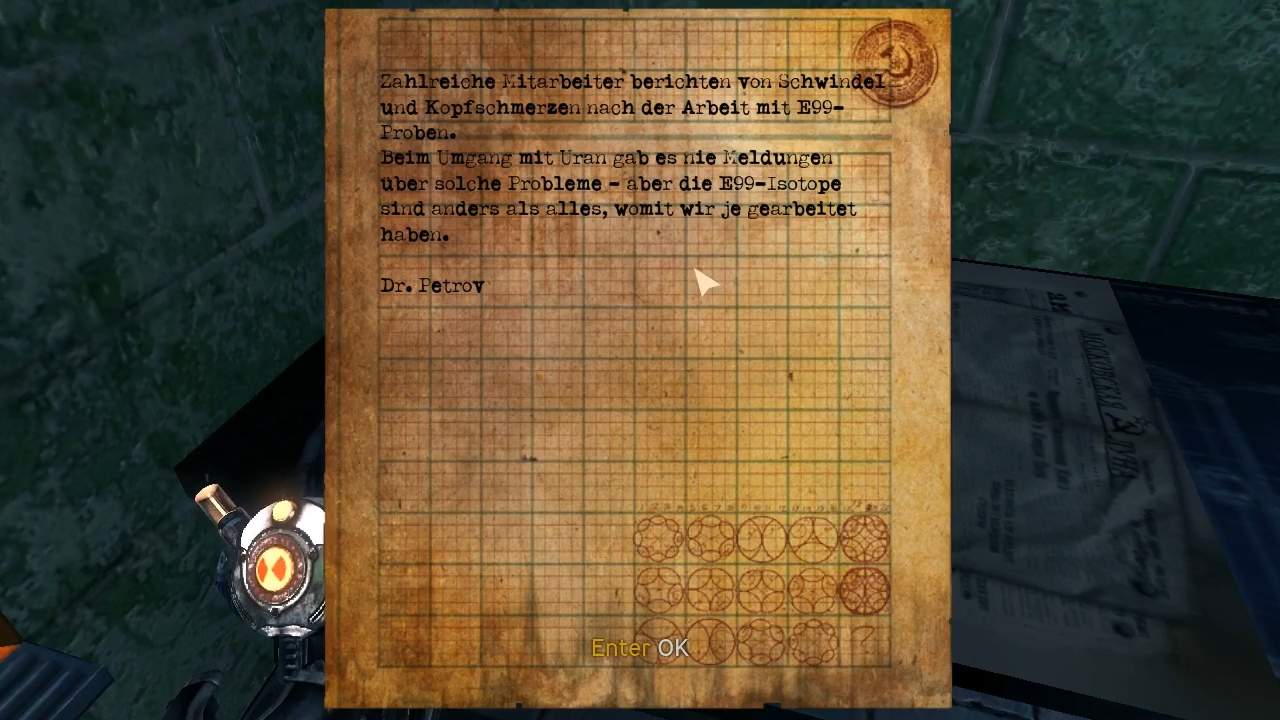 Zahlreiche Mitarbeiter berichten von Schwindel
und Kopfschmerzen nach der Arbeit mit E99-
Proben.
Beim Umgang mit Uran gab es nie Meldungen
über solche Probleme - aber die E99-Isotope
sind anders als alles, womit wir je gearbeitet
haben.
Dr. Petrov
Enter OK